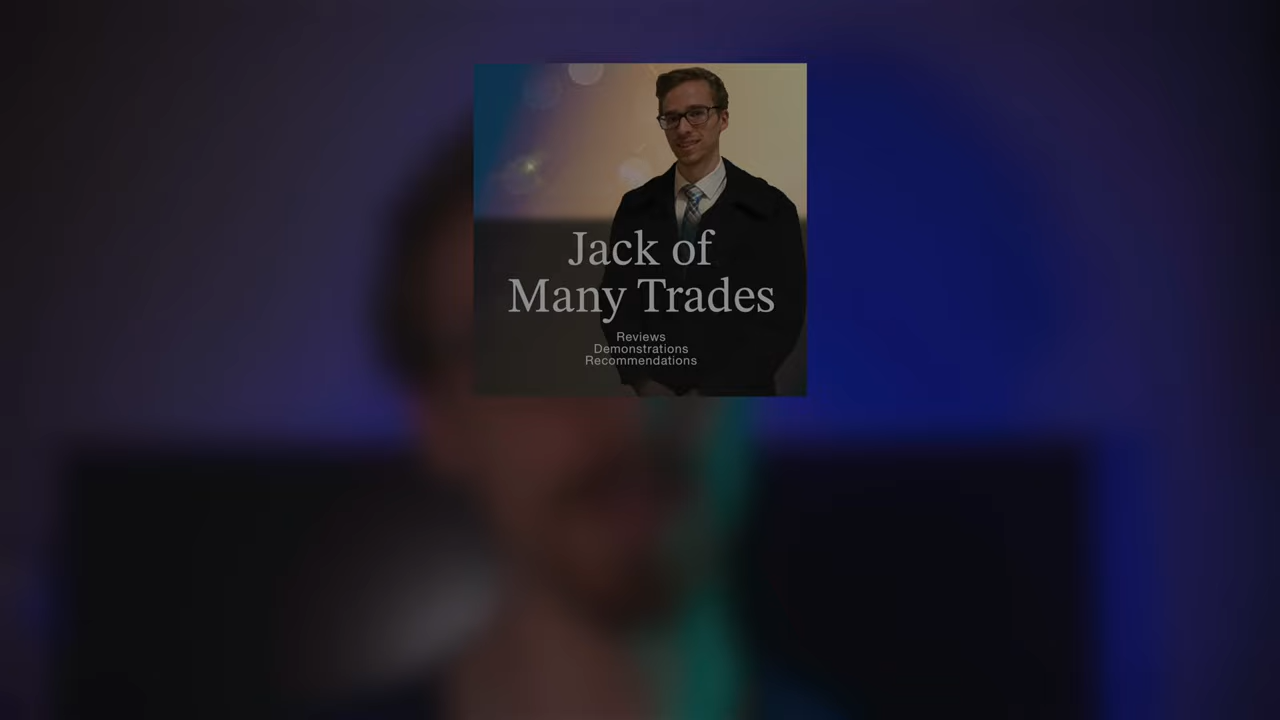 Jack of
Many Trades
Reviews
Demonstrations
Recommendations